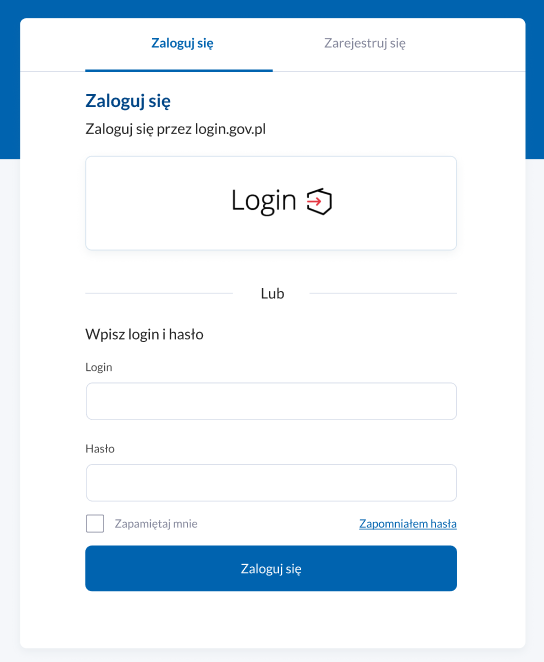 Zaloguj się
Zarejestruj się
Zaloguj się
Zaloguj się przez login.gov.pl
Login
Lub
Wpisz login i hasło
Login
Hasło
Zapamiętaj mnie
Zapomniałem hasła
Zaloguj się